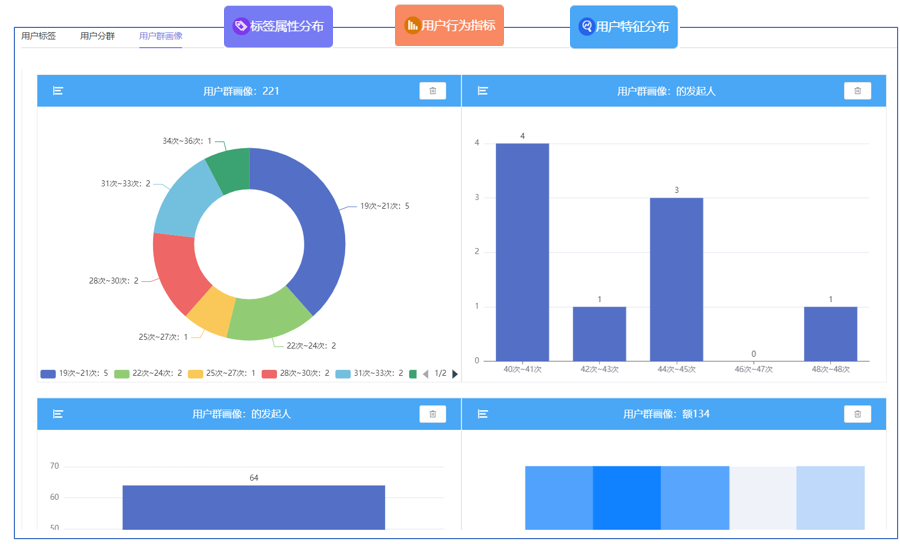 标签属性分布
用户行为指标
用户特征分布
用户标签 用户分群 用户群画像
用户群画像：221
34次~36次：1
31次~33次：2
19次~21次：5
28次~30次：2
25次~27次：1
22次~24次：2
19次~21次：5 22次~24次：2 25次~27次：1 28次~30次：2 31次~33次：2 1/2
用户群画像：的发起人
4
3
2
1
0
4
1
3
0
1
40次~41次 42次~43次 44次~45次 46次~47次 48次~48次
用户群画像：的发起人
70
60
50
64
用户群画像：额134